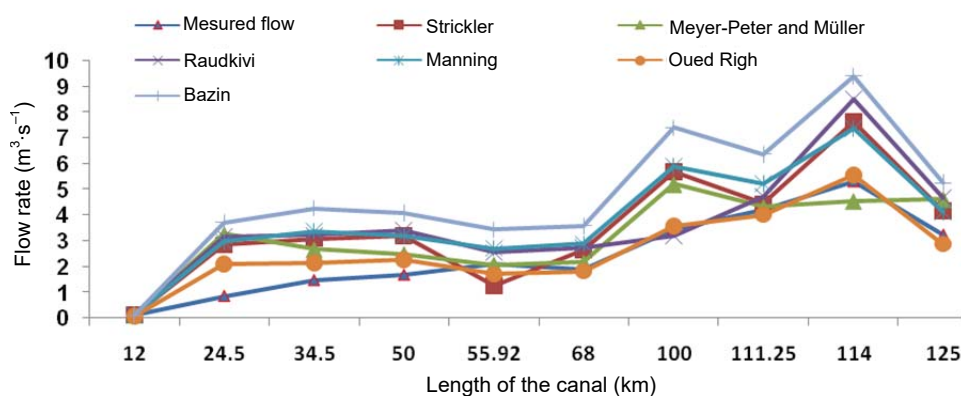 Mesured flow
Strickler
Meyer-Peter and Müller
Raudkivi
Manning
Oued Righ
Bazin
Flow rate (m³·s⁻¹)
10
9
8
7
6
5
4
3
2
1
0
12 24.5 34.5 50 55.92 68 100 111.25 114 125
Length of the canal (km)